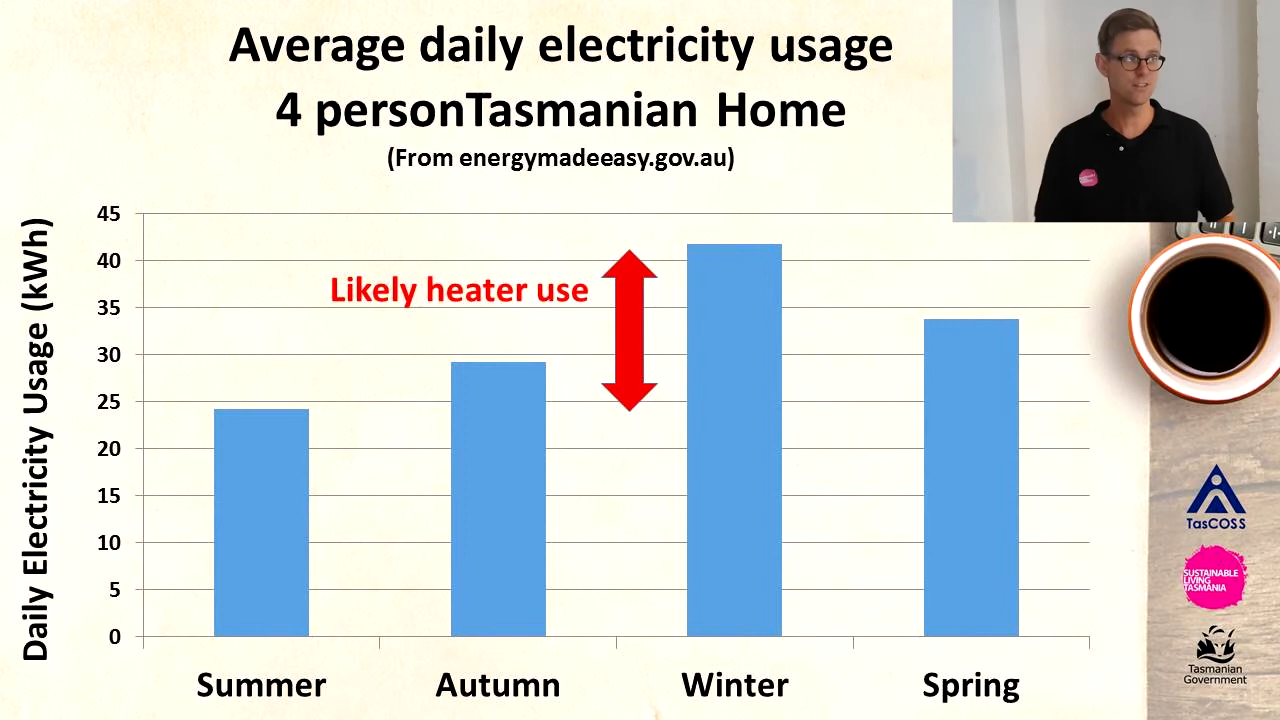 Average daily electricity usage
4 personTasmanian Home
(From energymadeeasy.gov.au)
Daily Electricity Usage (kWh)
45
40
35
30
25
20
15
10
5
0
Likely heater use
Summer
Autumn
Winter
Spring
TasCOSS
SUSTAINABLE
LIVING
TASMANIA
Tasmanian
Government